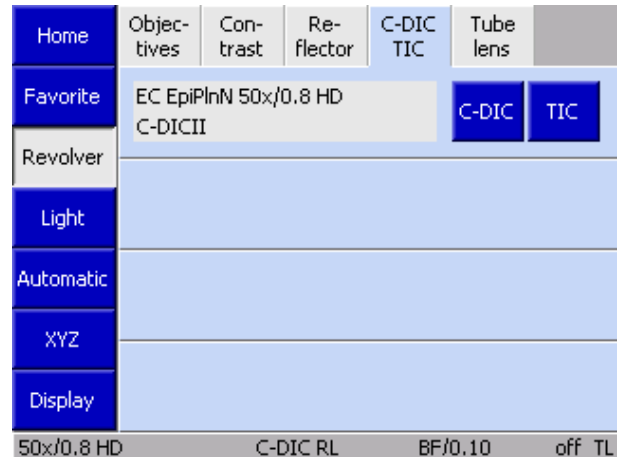 Home
Favorite
Revolver
Light
Automatic
XYZ
Display
Objec-
tives
Con-
trast
Re-
flector
C-DIC
TIC
Tube
lens
EC EpiPlnN 50x/0.8 HD
C-DICII
C-DIC
TIC
50x/0.8 HD C-DIC RL BF/0.10 off TL